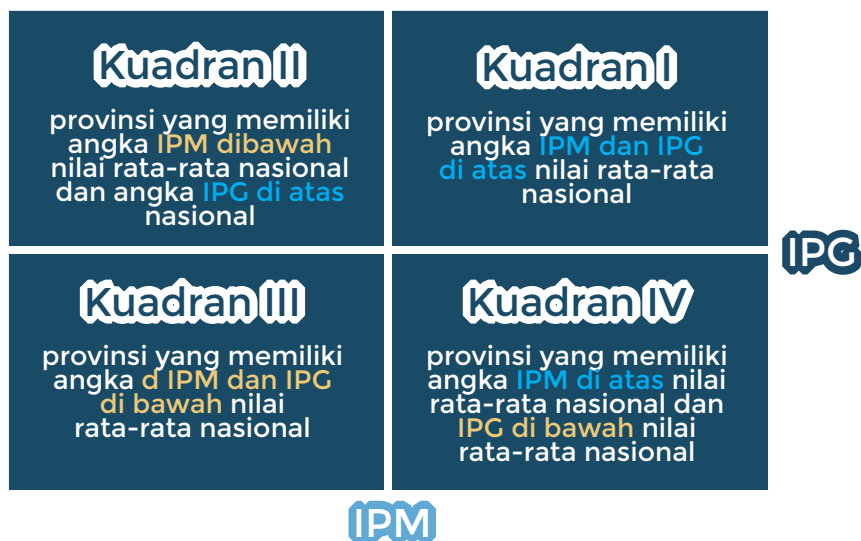 Kuadran II
provinsi yang memiliki
angka IPM dibawah
nilai rata-rata nasional
dan angka IPG di atas
nasional
Kuadran I
provinsi yang memiliki
angka IPM dan IPG
di atas nilai rata-rata
nasional
IPG
Kuadran III
provinsi yang memiliki
angka d IPM dan IPG
di bawah nilai
rata-rata nasional
Kuadran IV
provinsi yang memiliki
angka IPM di atas nilai
rata-rata nasional dan
IPG di bawah nilai
rata-rata nasional
IPM